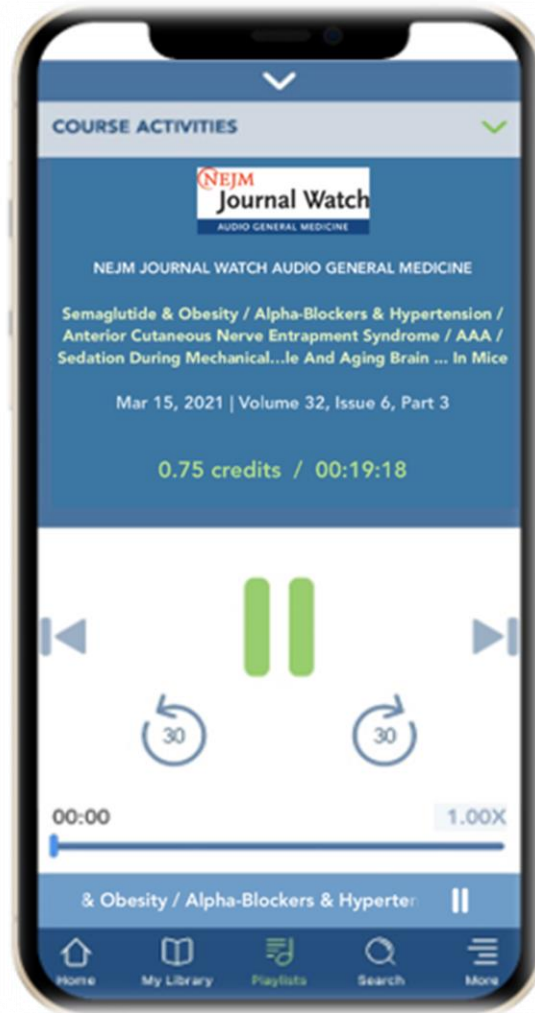 COURSE ACTIVITIES
NEJM
Journal Watch
AUDIO GENERAL MEDICINE
NEJM JOURNAL WATCH AUDIO GENERAL MEDICINE
Semaglutide & Obesity / Alpha-Blockers & Hypertension /
Anterior Cutaneous Nerve Entrapment Syndrome / AAA /
Sedation During Mechanical...le And Aging Brain ... In Mice
Mar 15, 2021 | Volume 32, Issue 6, Part 3
0.75 credits / 00:19:18
30 30
00:00 1.00X
& Obesity / Alpha-Blockers & Hyperter
Home My Library Playlists Search More